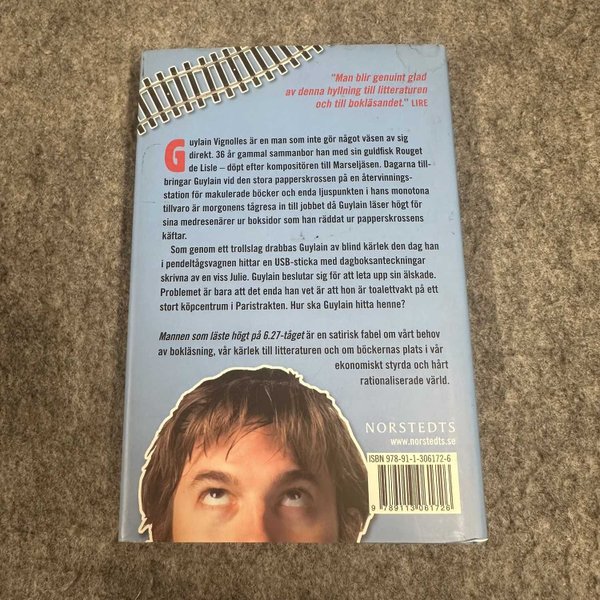 "Man blir genuint glad
av denna hyllning till litteraturen
och till bokläsandet." LIRE
Guylain Vignolles är en man som inte gör något väsen av sig
direkt. 36 år gammal sammanbor han med sin guldfisk Rouget
de Lisle – döpt efter kompositören till Marseljäsen. Dagarna till-
bringar Guylain vid den stora papperskrossen på en återvinnings-
station för makulerade böcker och enda ljuspunkten i hans monotona
tillvaro är morgonens tågresa in till jobbet då Guylain läser högt för
sina medresenärer ur boksidor som han räddat ur papperskrossens
käftar.
Som genom ett trollslag drabbas Guylain av blind kärlek den dag han
i pendeltågsvagnen hittar en USB-sticka med dagboksanteckningar
skrivna av en viss Julie. Guylain beslutar sig för att leta upp sin älskade.
Problemet är bara att det enda han vet är att hon är toalettvakt på ett
stort köpcentrum i Paristrakten. Hur ska Guylain hitta henne?
Mannen som läste högt på 6.27-tåget är en satirisk fabel om vårt behov
av bokläsning, vår kärlek till litteraturen och om böckernas plats i vår
ekonomiskt styrda och hårt
rationaliserade värld.
NORSTEDTS
www.norstedts.se
ISBN 978-91-1-306172-6
9 789113 061726